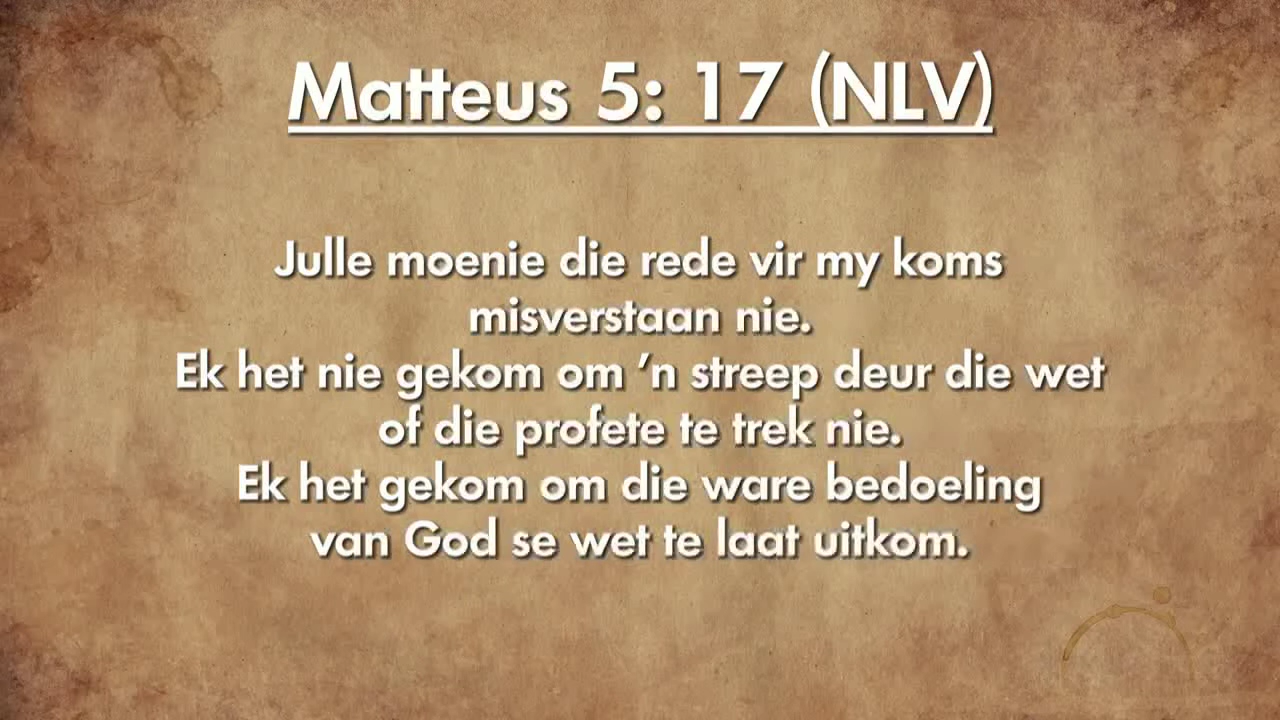 Matteus 5: 17 (NLV)
Julle moenie die rede vir my koms
misverstaan nie.
Ek het nie gekom om ’n streep deur die wet
of die profete te trek nie.
Ek het gekom om die ware bedoeling
van God se wet te laat uitkom.